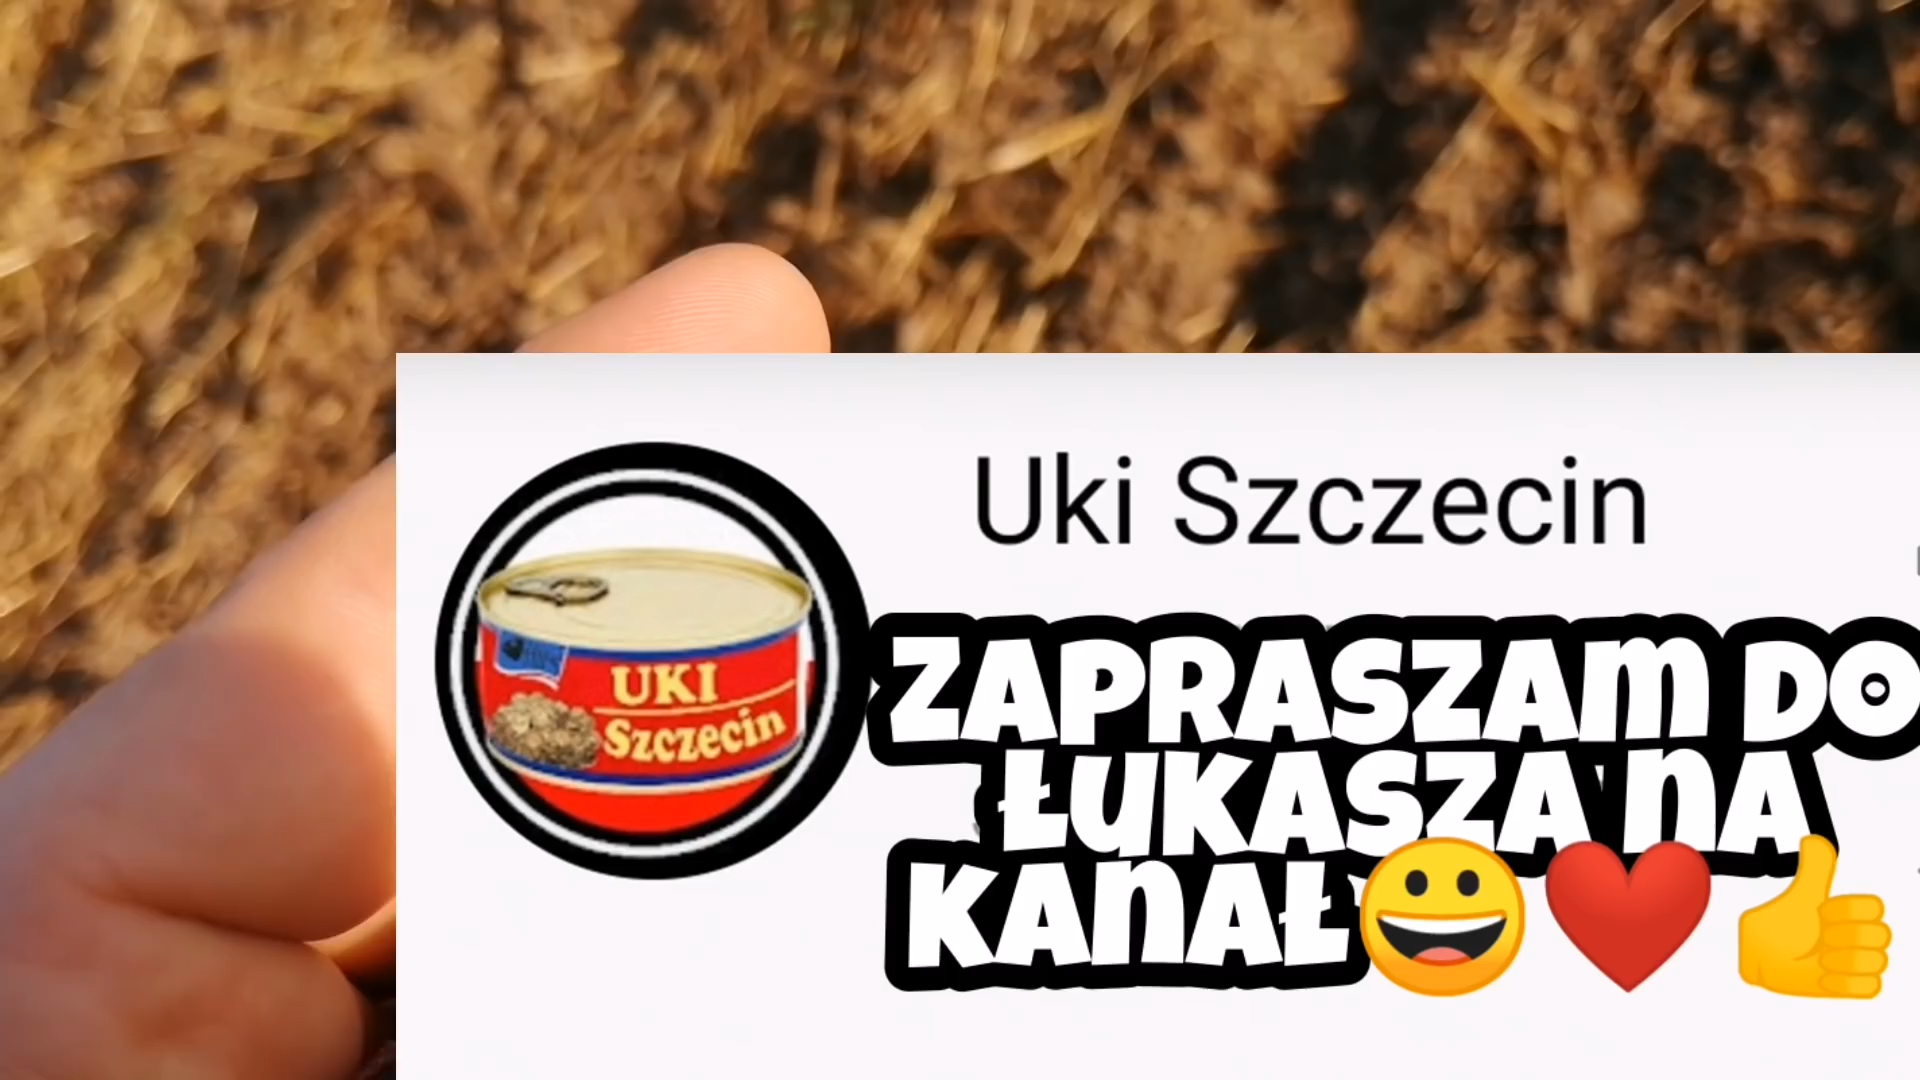 Uki Szczecin
UKI
Szczecin
ZAPRASZAM DO
ŁUKASZA NA
KANAŁ